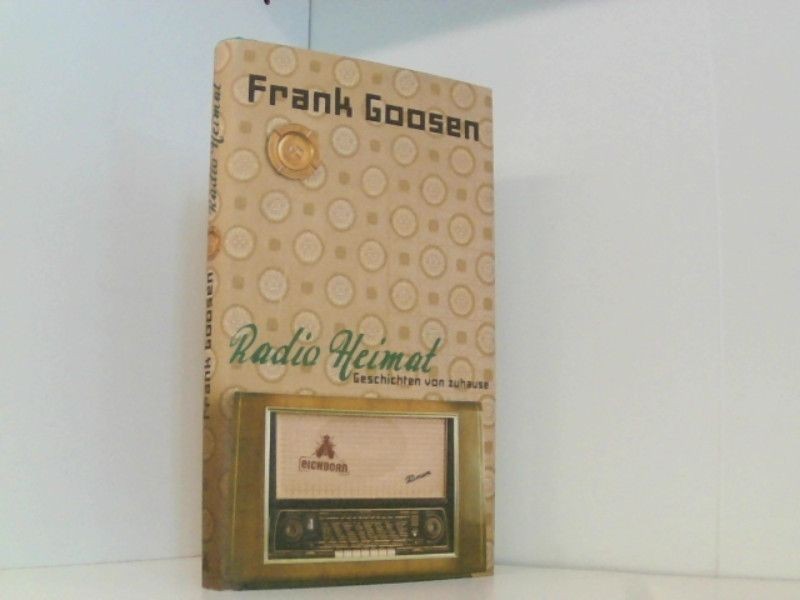 Frank Goosen
Radio Heimat
Geschichten von zuhause
EICHBORN
Frank Goosen
Radio Heimat